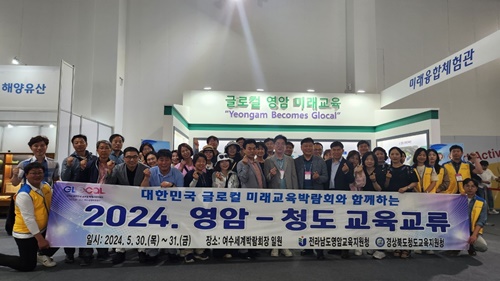 해양유산
글로컬 영암 미래교육
"Yeongam Becomes Glocal"
미래융합체험관
Active
GLOCAL
대한민국 글로컬 미래교육박람회와 함께하는
2024. 영암 - 청도 교육교류
일시: 2024, 5.30.(목) ~ 31.(금) 장소: 여수세계박람회장 일원 전라남도영암교육지원청 경상북도청도교육지원청